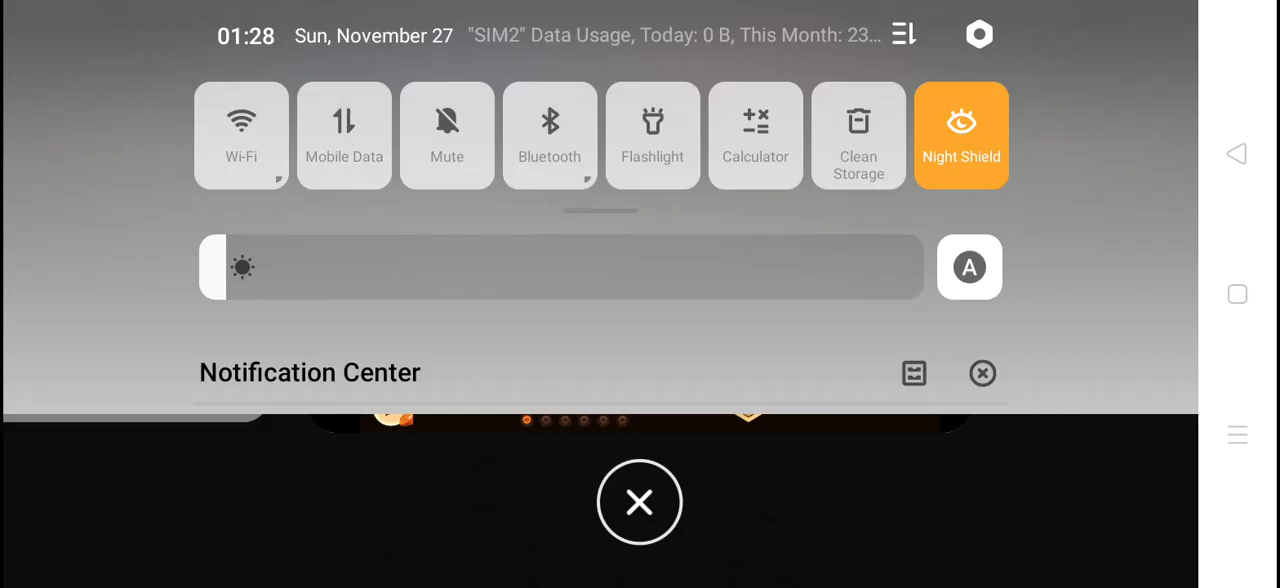 01:28 Sun, November 27 "SIM2" Data Usage, Today: 0 B, This Month: 23...
Wi-Fi Mobile Data Mute Bluetooth Flashlight Calculator Clean Storage Night Shield
A
Notification Center